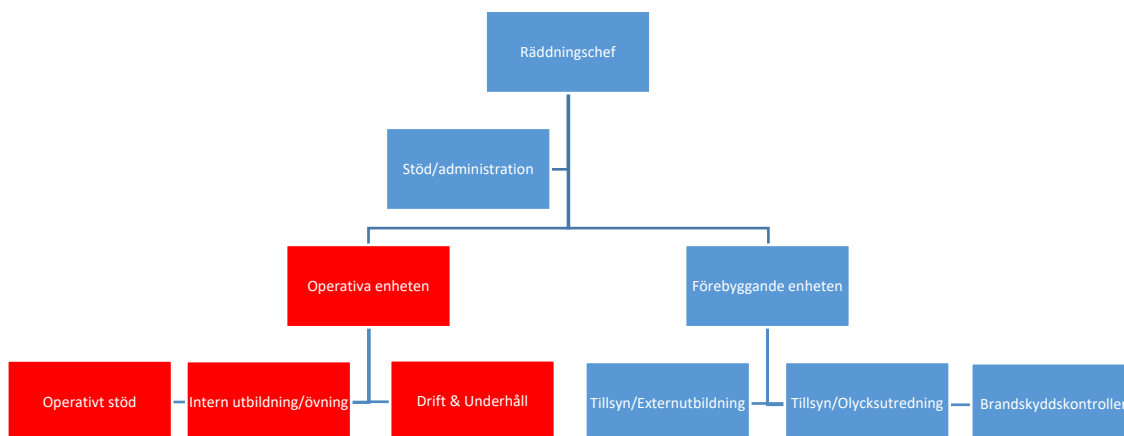 Räddningschef
Stöd/administration
Operativa enheten
Förebyggande enheten
Operativt stöd
Intern utbildning/övning
Drift & Underhåll
Tillsyn/Externutbildning
Tillsyn/Olycksutredning
Brandskyddskontroller